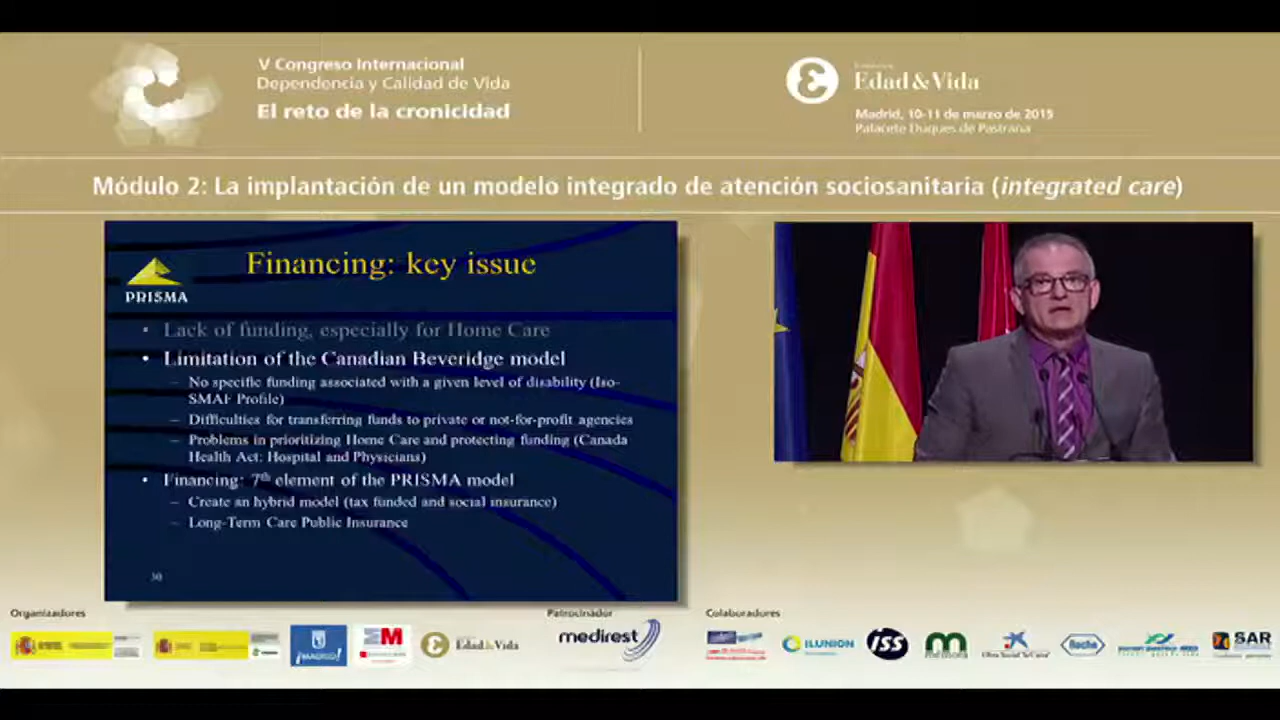 V Congreso Internacional
Dependencia y Calidad de Vida
El reto de la cronicidad
Edad & Vida
Madrid, 10-11 de marzo de 2015
Palacete Duques de Pastrana
Módulo 2: La implantación de un modelo integrado de atención sociosanitaria (integrated care)
PRISMA
Financing: key issue
• Lack of funding, especially for Home Care
• Limitation of the Canadian Beveridge model
– No specific funding associated with a given level of disability (Iso-
SMAF Profile)
– Difficulties for transferring funds to private or not-for-profit agencies
– Problems in prioritizing Home Care and protecting funding (Canada
Health Act: Hospital and Physicians)
• Financing: 7th element of the PRISMA model
– Create an hybrid model (tax funded and social insurance)
– Long-Term Care Public Insurance
30
Organizadores
Patrocinador
Colaboradores
¡MADRID!
EM
Edad & Vida
medirest
ILUNION
ISS
Roche
SAR